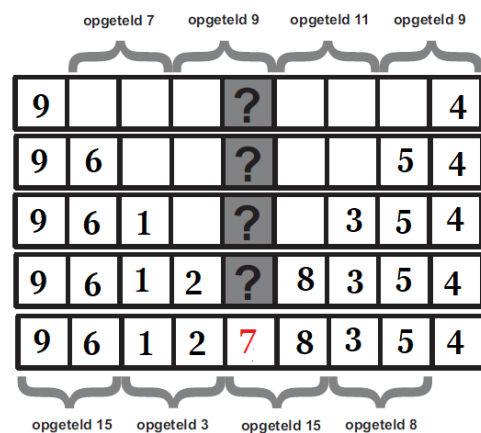 opgeteld 7 opgeteld 9 opgeteld 11 opgeteld 9
9 ? 4
9 6 ? 5 4
9 6 1 ? 3 5 4
9 6 1 2 ? 8 3 5 4
9 6 1 2 7 8 3 5 4
opgeteld 15 opgeteld 3 opgeteld 15 opgeteld 8